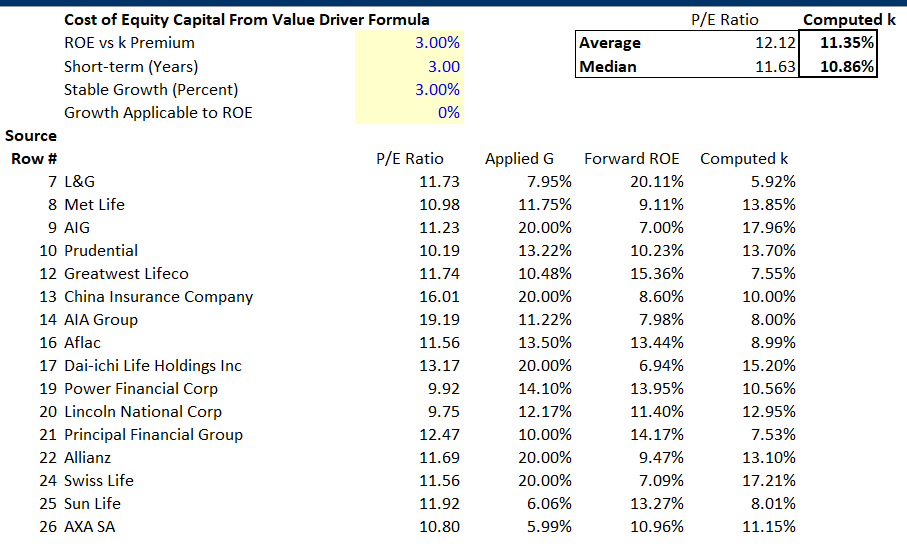 Cost of Equity Capital From Value Driver Formula P/E Ratio Computed k
ROE vs k Premium 3.00% Average 12.12 11.35%
Short-term (Years) 3.00 Median 11.63 10.86%
Stable Growth (Percent) 3.00%
Growth Applicable to ROE 0%
Source
Row # P/E Ratio Applied G Forward ROE Computed k
7 L&G 11.73 7.95% 20.11% 5.92%
8 Met Life 10.98 11.75% 9.11% 13.85%
9 AIG 11.23 20.00% 7.00% 17.96%
10 Prudential 10.19 13.22% 10.23% 13.70%
12 Greatwest Lifeco 11.74 10.48% 15.36% 7.55%
13 China Insurance Company 16.01 20.00% 8.60% 10.00%
14 AIA Group 19.19 11.22% 7.98% 8.00%
16 Aflac 11.56 13.50% 13.44% 8.99%
17 Dai-ichi Life Holdings Inc 13.17 20.00% 6.94% 15.20%
19 Power Financial Corp 9.92 14.10% 13.95% 10.56%
20 Lincoln National Corp 9.75 12.17% 11.40% 12.95%
21 Principal Financial Group 12.47 10.00% 14.17% 7.53%
22 Allianz 11.69 20.00% 9.47% 13.10%
24 Swiss Life 11.56 20.00% 7.09% 17.21%
25 Sun Life 11.92 6.06% 13.27% 8.01%
26 AXA SA 10.80 5.99% 10.96% 11.15%